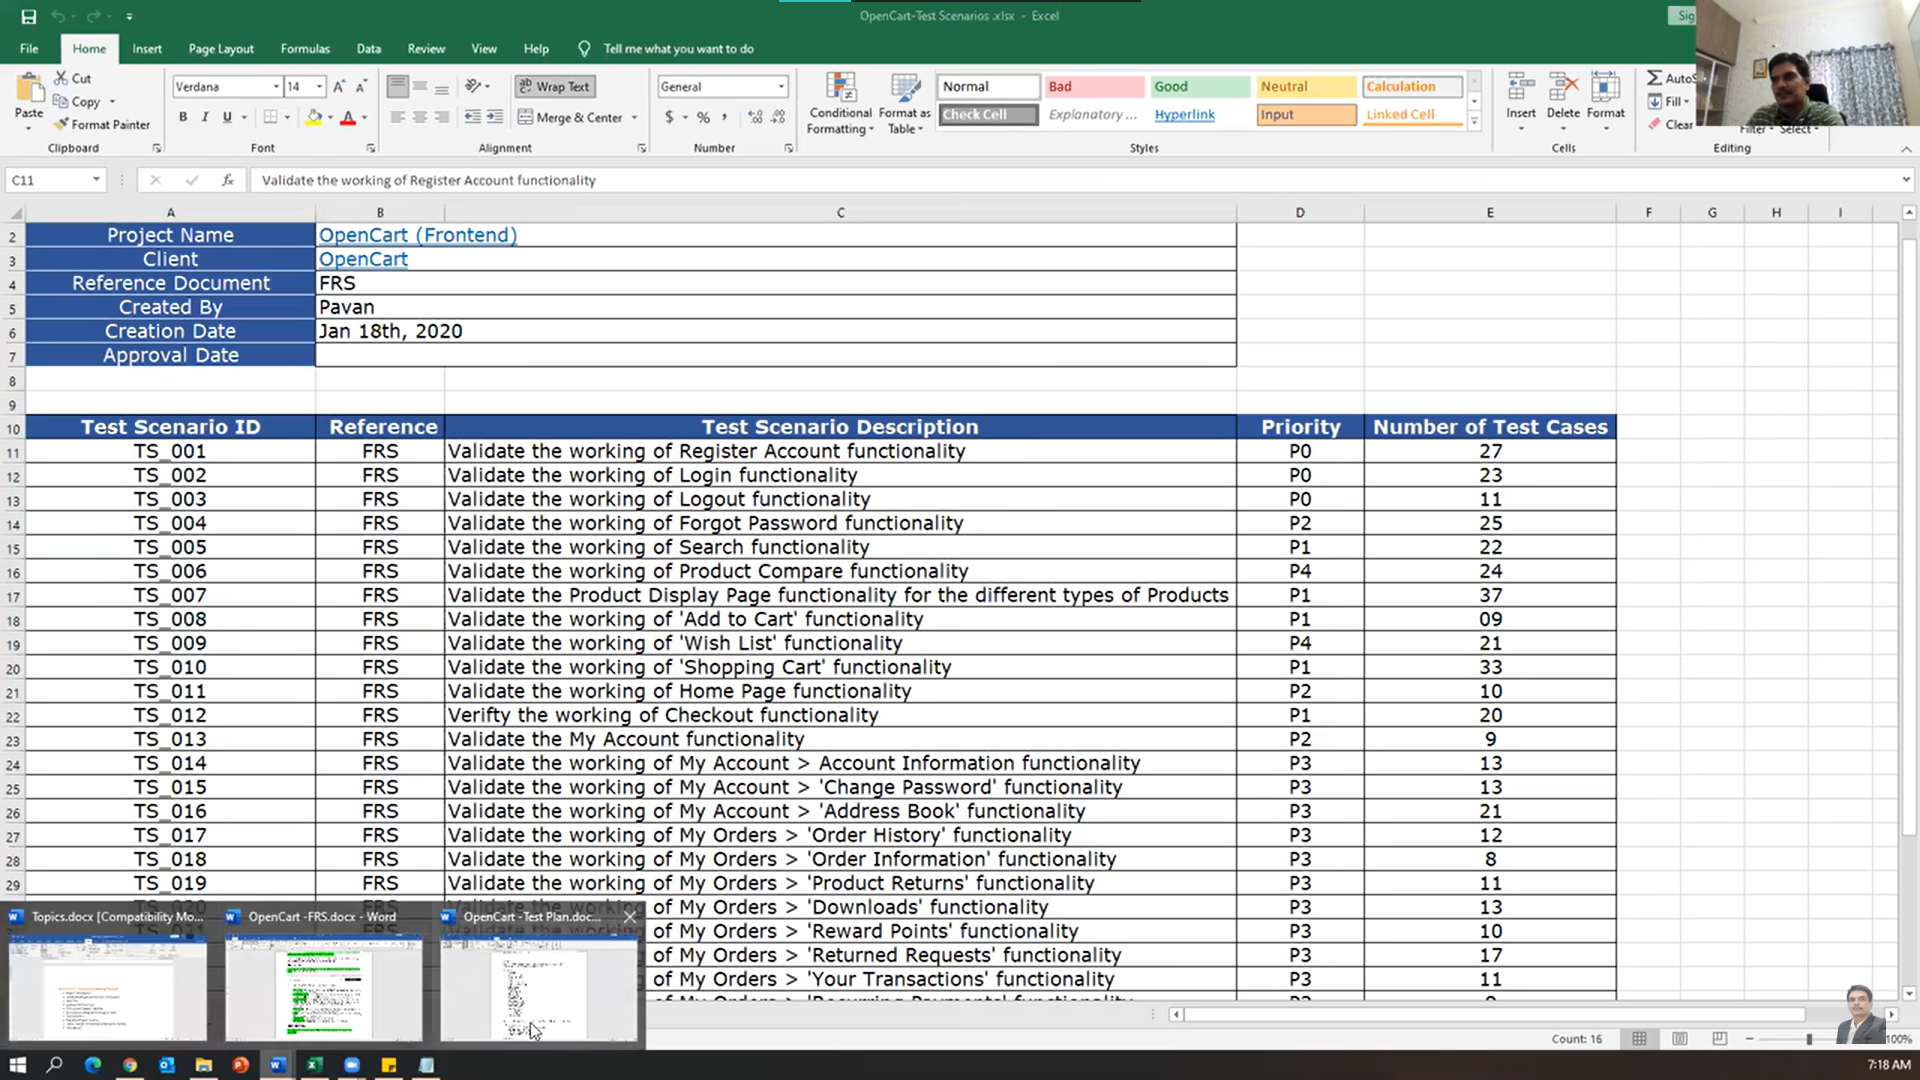 OpenCart-Test Scenarios .xlsx - Excel
Sig
File Home Insert Page Layout Formulas Data Review View Help Tell me what you want to do
Paste
Cut
Copy
Format Painter
Clipboard
Verdana 14
B I U
Font
Wrap Text
Merge & Center
Alignment
General
$ % ,
Number
Conditional Formatting
Format as Table
Normal Bad Good Neutral Calculation
Check Cell Explanatory ... Hyperlink Input Linked Cell
Styles
Insert Delete Format
Cells
AutoS
Fill
Clear
Filter Select
Editing
C11
fx
Validate the working of Register Account functionality
A B C D E F G H I
2 Project Name OpenCart (Frontend)
3 Client OpenCart
4 Reference Document FRS
5 Created By Pavan
6 Creation Date Jan 18th, 2020
7 Approval Date
8
9
10 Test Scenario ID Reference Test Scenario Description Priority Number of Test Cases
11 TS_001 FRS Validate the working of Register Account functionality P0 27
12 TS_002 FRS Validate the working of Login functionality P0 23
13 TS_003 FRS Validate the working of Logout functionality P0 11
14 TS_004 FRS Validate the working of Forgot Password functionality P2 25
15 TS_005 FRS Validate the working of Search functionality P1 22
16 TS_006 FRS Validate the working of Product Compare functionality P4 24
17 TS_007 FRS Validate the Product Display Page functionality for the different types of Products P1 37
18 TS_008 FRS Validate the working of 'Add to Cart' functionality P1 09
19 TS_009 FRS Validate the working of 'Wish List' functionality P4 21
20 TS_010 FRS Validate the working of 'Shopping Cart' functionality P1 33
21 TS_011 FRS Validate the working of Home Page functionality P2 10
22 TS_012 FRS Verifty the working of Checkout functionality P1 20
23 TS_013 FRS Validate the My Account functionality P2 9
24 TS_014 FRS Validate the working of My Account > Account Information functionality P3 13
25 TS_015 FRS Validate the working of My Account > 'Change Password' functionality P3 13
26 TS_016 FRS Validate the working of My Account > 'Address Book' functionality P3 21
27 TS_017 FRS Validate the working of My Orders > 'Order History' functionality P3 12
28 TS_018 FRS Validate the working of My Orders > 'Order Information' functionality P3 8
29 TS_019 FRS Validate the working of My Orders > 'Product Returns' functionality P3 11
of My Orders > 'Downloads' functionality P3 13
of My Orders > 'Reward Points' functionality P3 10
of My Orders > 'Returned Requests' functionality P3 17
of My Orders > 'Your Transactions' functionality P3 11
of My Orders > 'Recurring Payments' functionality
Topics.docx [Compatibility Mo...
OpenCart -FRS.docx - Word
OpenCart -Test Plan.doc...
Count: 16
100%
7:18 AM